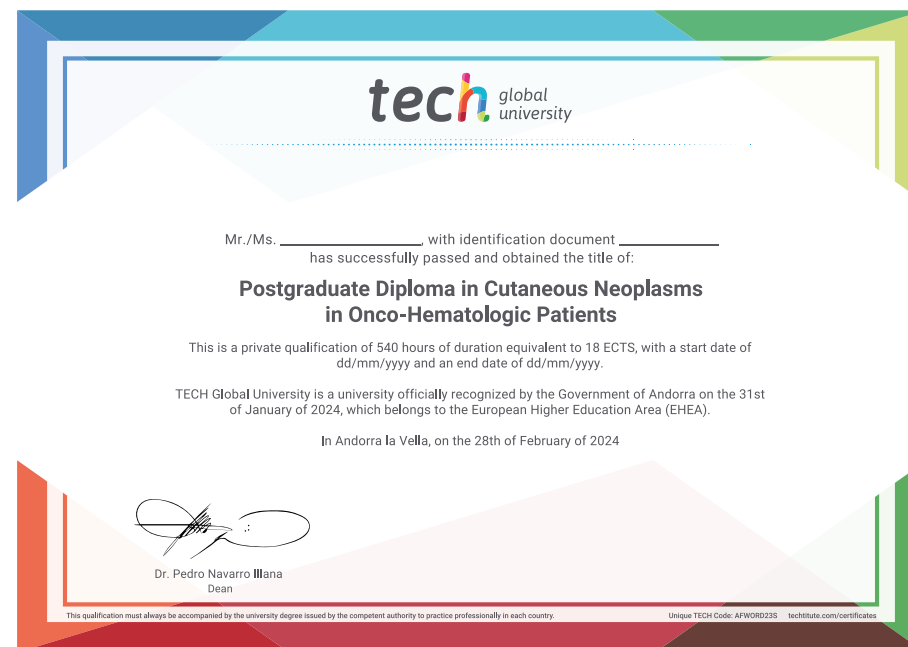 tech global
university
Mr./Ms. ____________, with identification document ____________
has successfully passed and obtained the title of:
Postgraduate Diploma in Cutaneous Neoplasms
in Onco-Hematologic Patients
This is a private qualification of 540 hours of duration equivalent to 18 ECTS, with a start date of
dd/mm/yyyy and an end date of dd/mm/yyyy.
TECH Global University is a university officially recognized by the Government of Andorra on the 31st
of January of 2024, which belongs to the European Higher Education Area (EHEA).
In Andorra la Vella, on the 28th of February of 2024
Dr. Pedro Navarro Illana
Dean
This qualification must always be accompanied by the university degree issued by the competent authority to practice professionally in each country.
Unique TECH Code: AFWORD23S techtitute.com/certificates